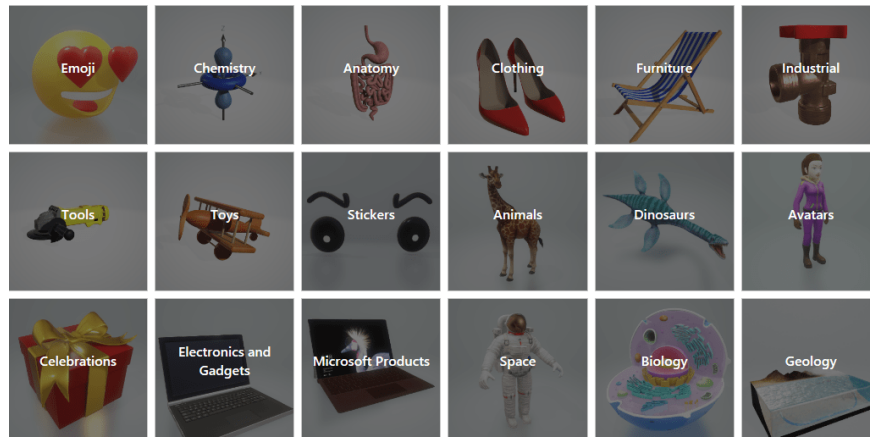 Emoji
Chemistry
Anatomy
Clothing
Furniture
Industrial
Tools
Toys
Stickers
Animals
Dinosaurs
Avatars
Celebrations
Electronics and
Gadgets
Microsoft Products
Space
Biology
Geology